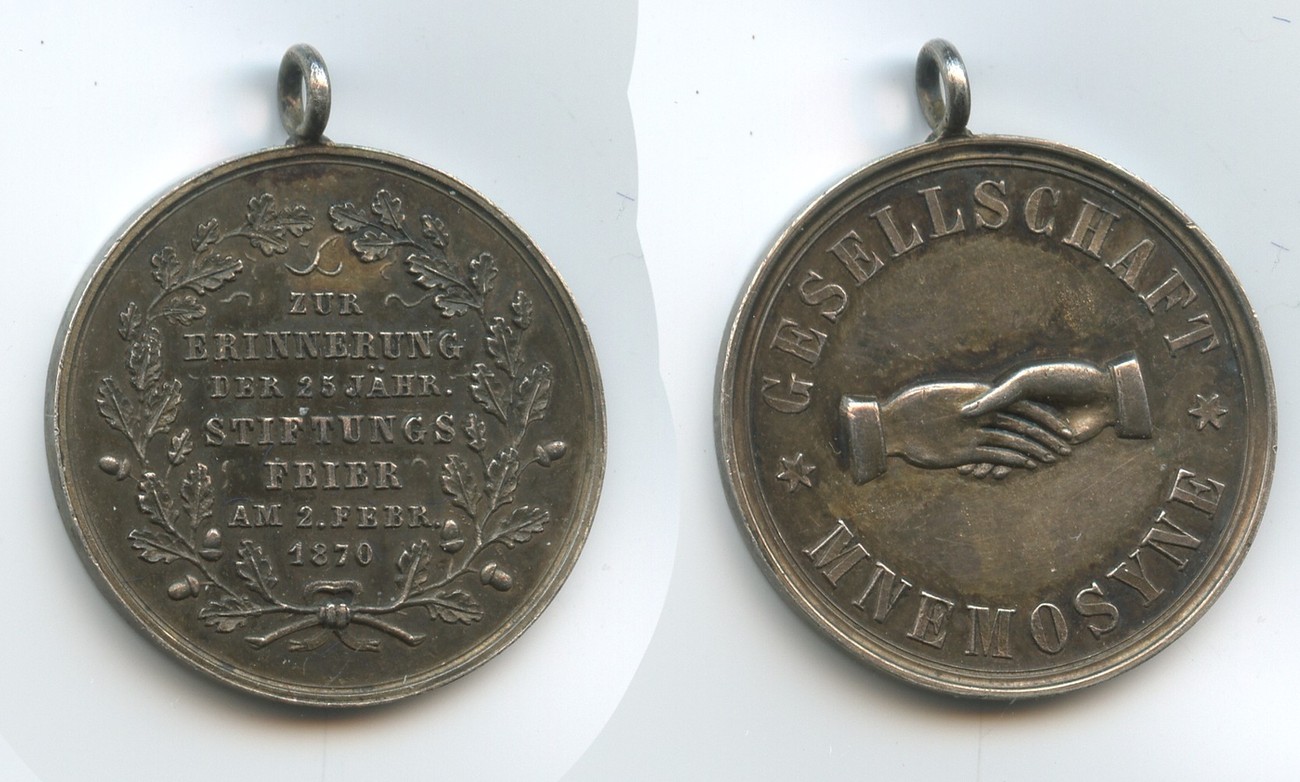 ZUR
ERINNERUNG
DER 25 JÄHR.
STIFTUNGS
FEIER
AM 2. FEBR.
1870
GESELLSCHAFT
MNEMOSYNE